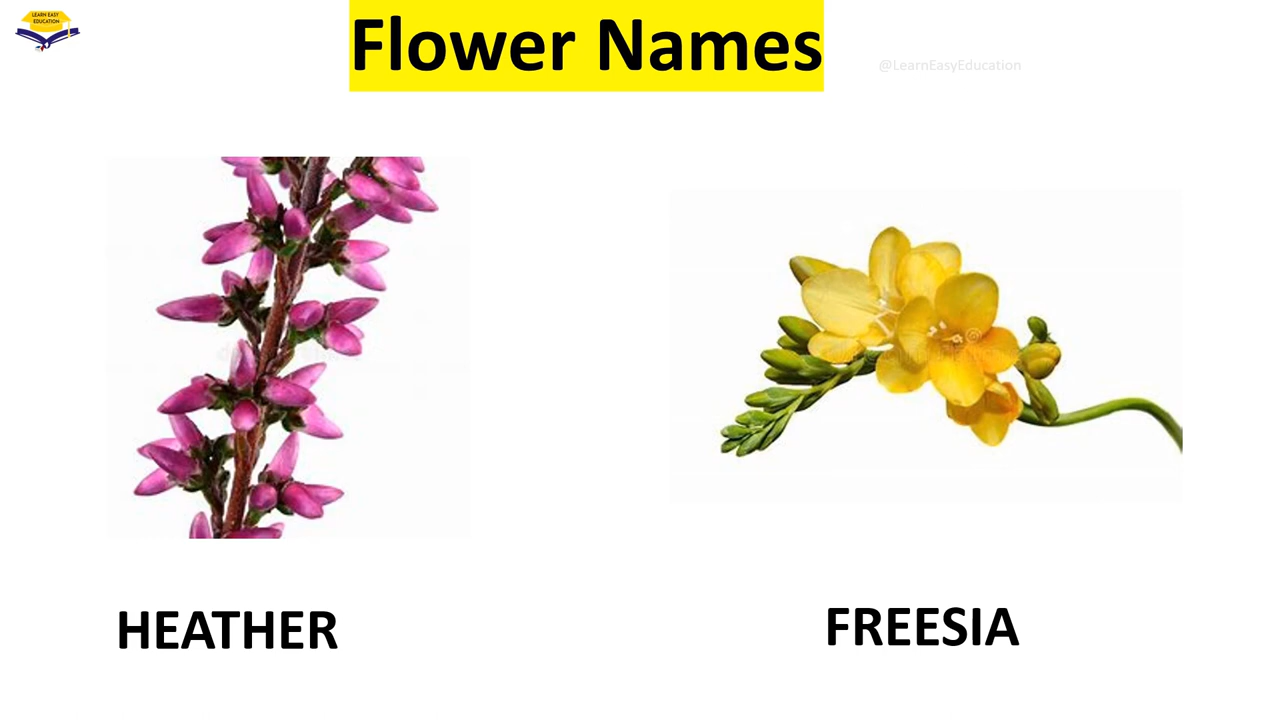 LEARN EASY
EDUCATION
Flower Names
@LearnEasyEducation
HEATHER
FREESIA